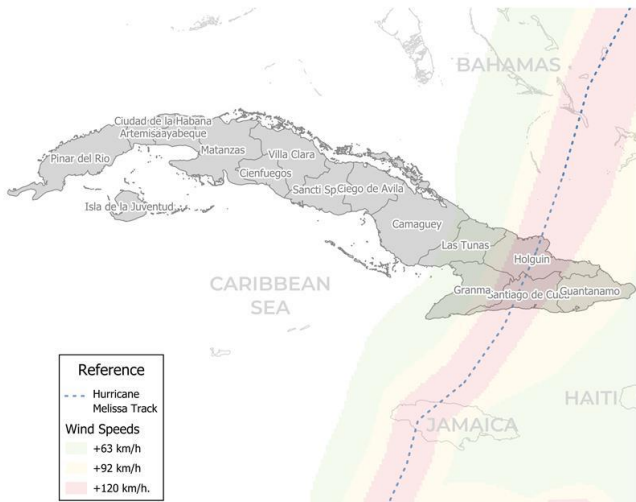 BAHAMAS
Ciudad de la Habana
Artemisa
ayabeque
Matanzas
Pinar del Rio
Villa Clara
Cienfuegos
Sancti Sp
Ciego de Avila
Isla de la Juventud
Camaguey
Las Tunas
Holguin
Granma
Santiago de Cuba
Guantanamo
CARIBBEAN
SEA
HAITI
JAMAICA
Reference
Hurricane
Melissa Track
Wind Speeds
+63 km/h
+92 km/h
+120 km/h.